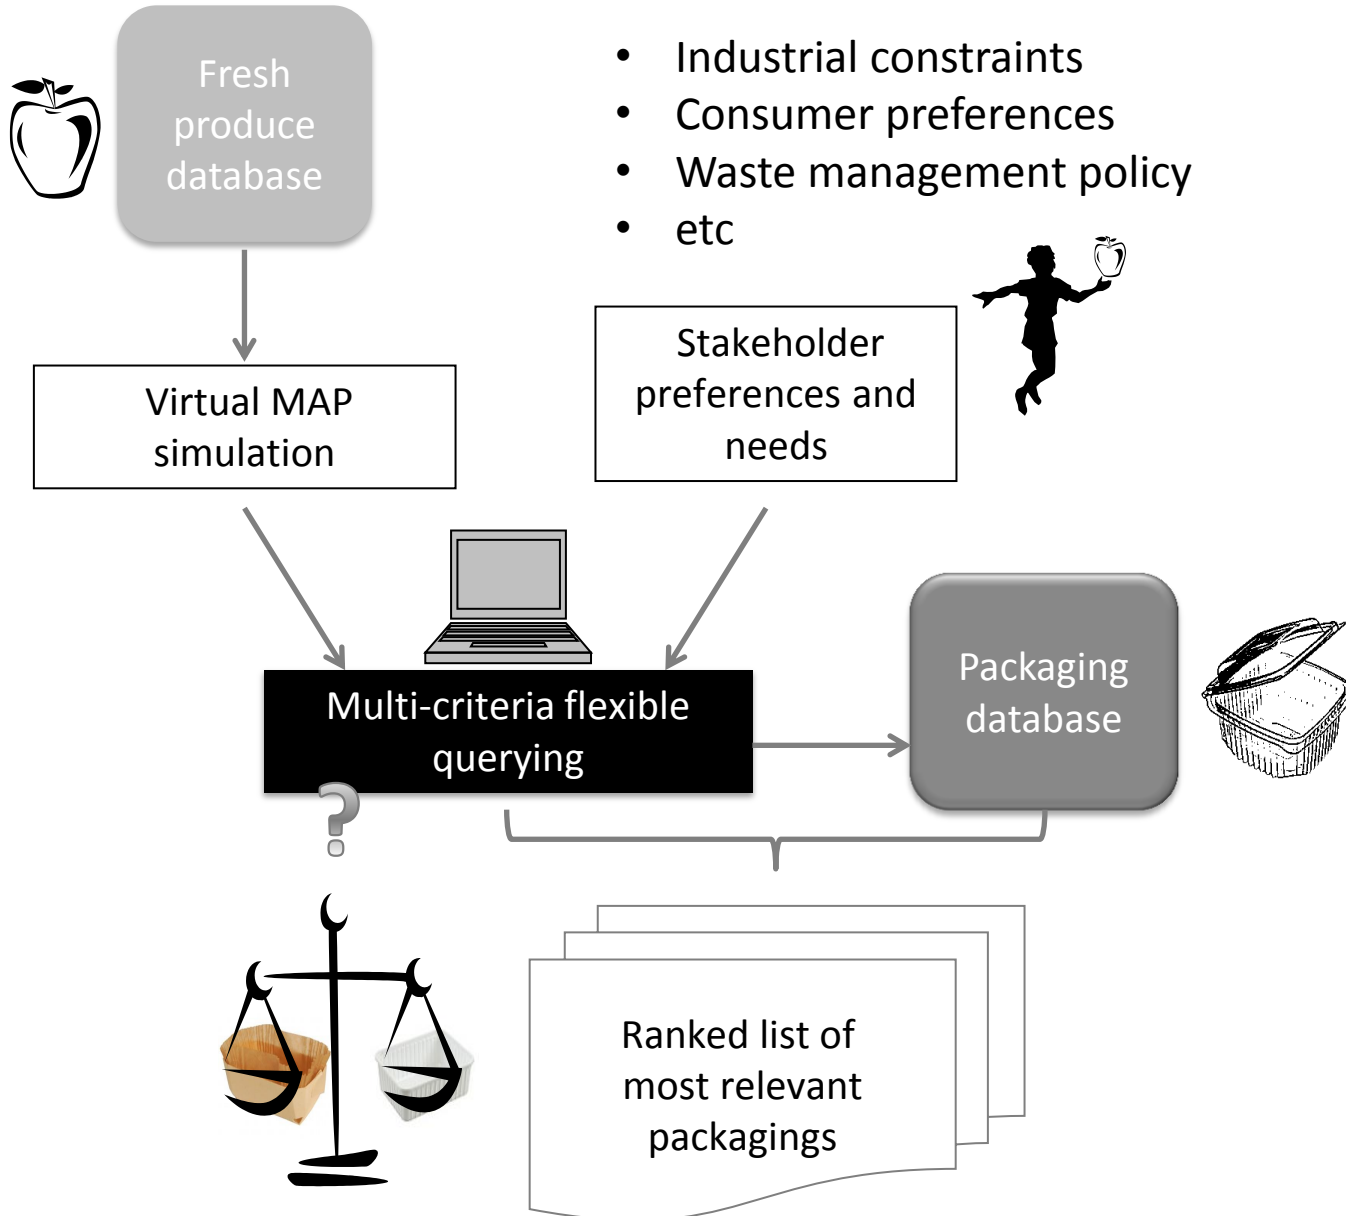 Fresh
produce
database
• Industrial constraints
• Consumer preferences
• Waste management policy
• etc
Stakeholder
preferences and
needs
Virtual MAP
simulation
Multi-criteria flexible
querying
Packaging
database
?
Ranked list of
most relevant
packagings